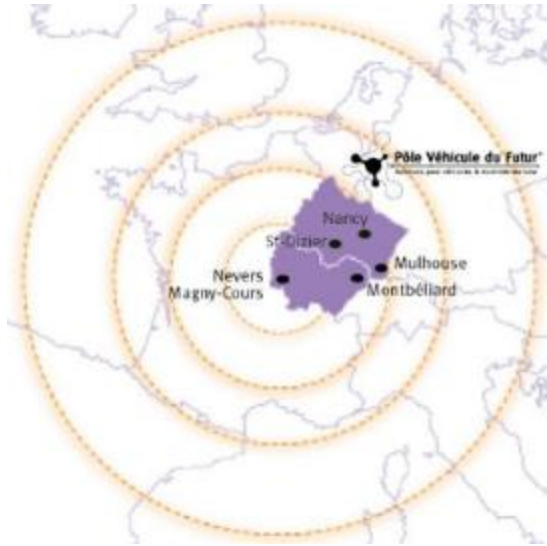 Pôle Véhicule du Futur
Nancy
St-Dizier
Nevers
Magny-Cours
Mulhouse
Montbéliard